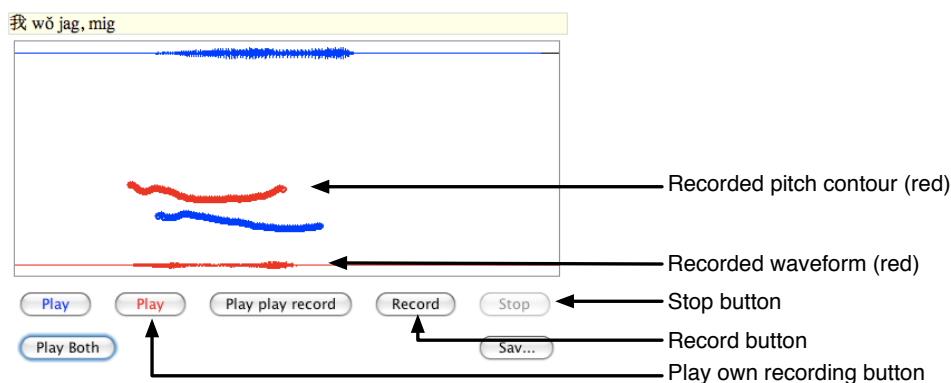 我 wǒ jag, mig
Recorded pitch contour (red)
Recorded waveform (red)
Play Play Play play record Record Stop
Stop button
Play Both Sav...
Record button
Play own recording button